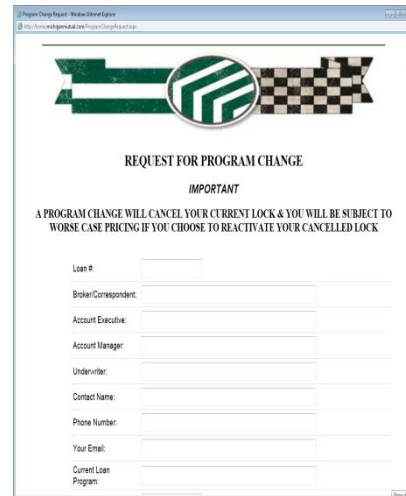 Program Change Request - Windows Internet Explorer
REQUEST FOR PROGRAM CHANGE
IMPORTANT
A PROGRAM CHANGE WILL CANCEL YOUR CURRENT LOCK & YOU WILL BE SUBJECT TO
WORSE CASE PRICING IF YOU CHOOSE TO REACTIVATE YOUR CANCELLED LOCK
Loan #:
Broker/Correspondent:
Account Executive:
Account Manager:
Underwriter:
Contact Name:
Phone Number:
Your Email:
Current Loan
Program: